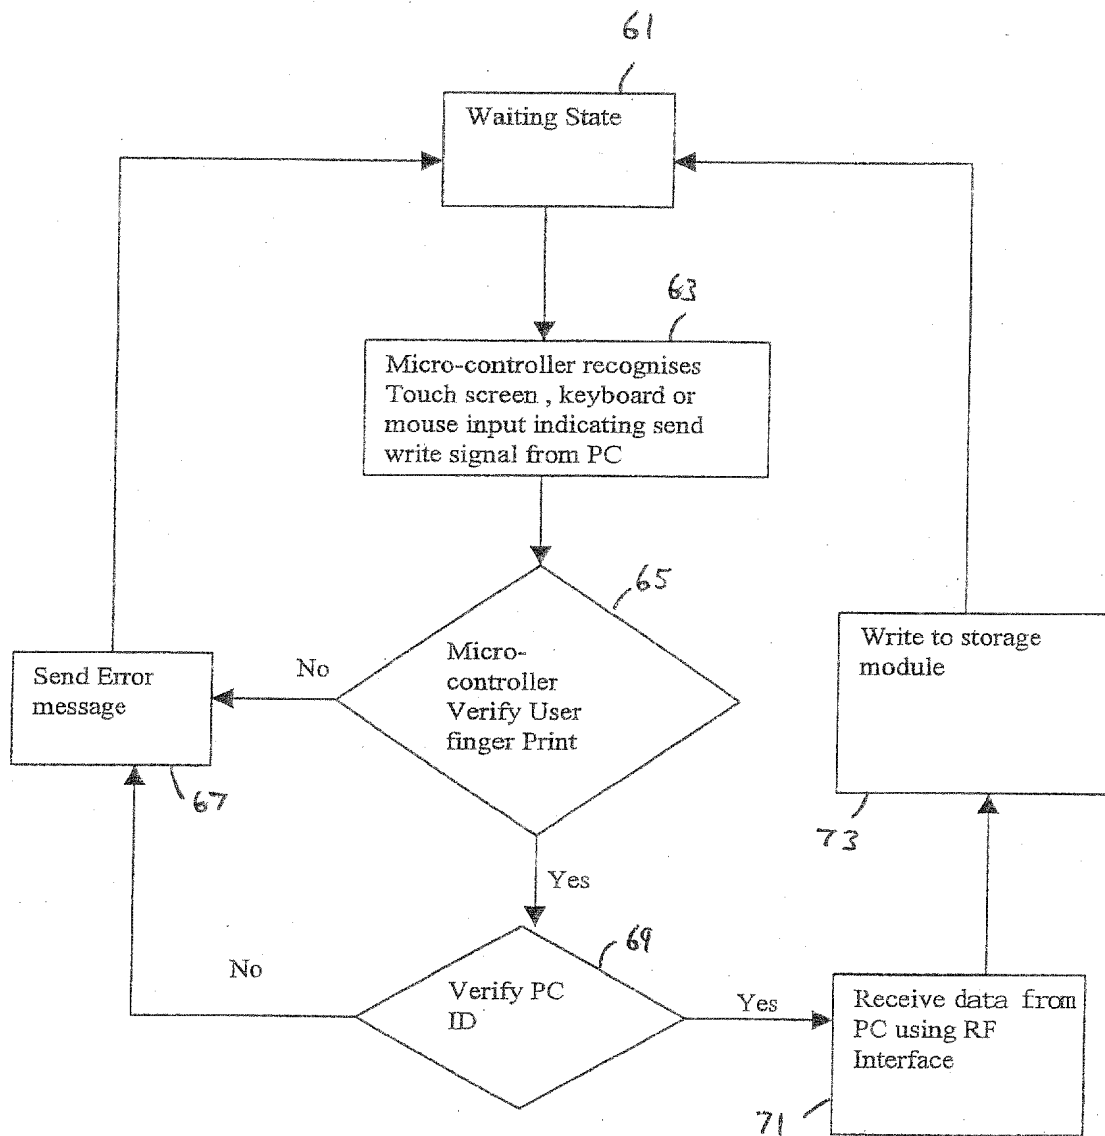 61
Waiting State
63
Micro-controller recognises
Touch screen , keyboard or
mouse input indicating send
write signal from PC
65
Micro-
controller
Verify User
finger Print
No
Send Error
message
67
Write to storage
module
73
Yes
69
Verify PC
ID
No
Yes
Receive data from
PC using RF
Interface
71